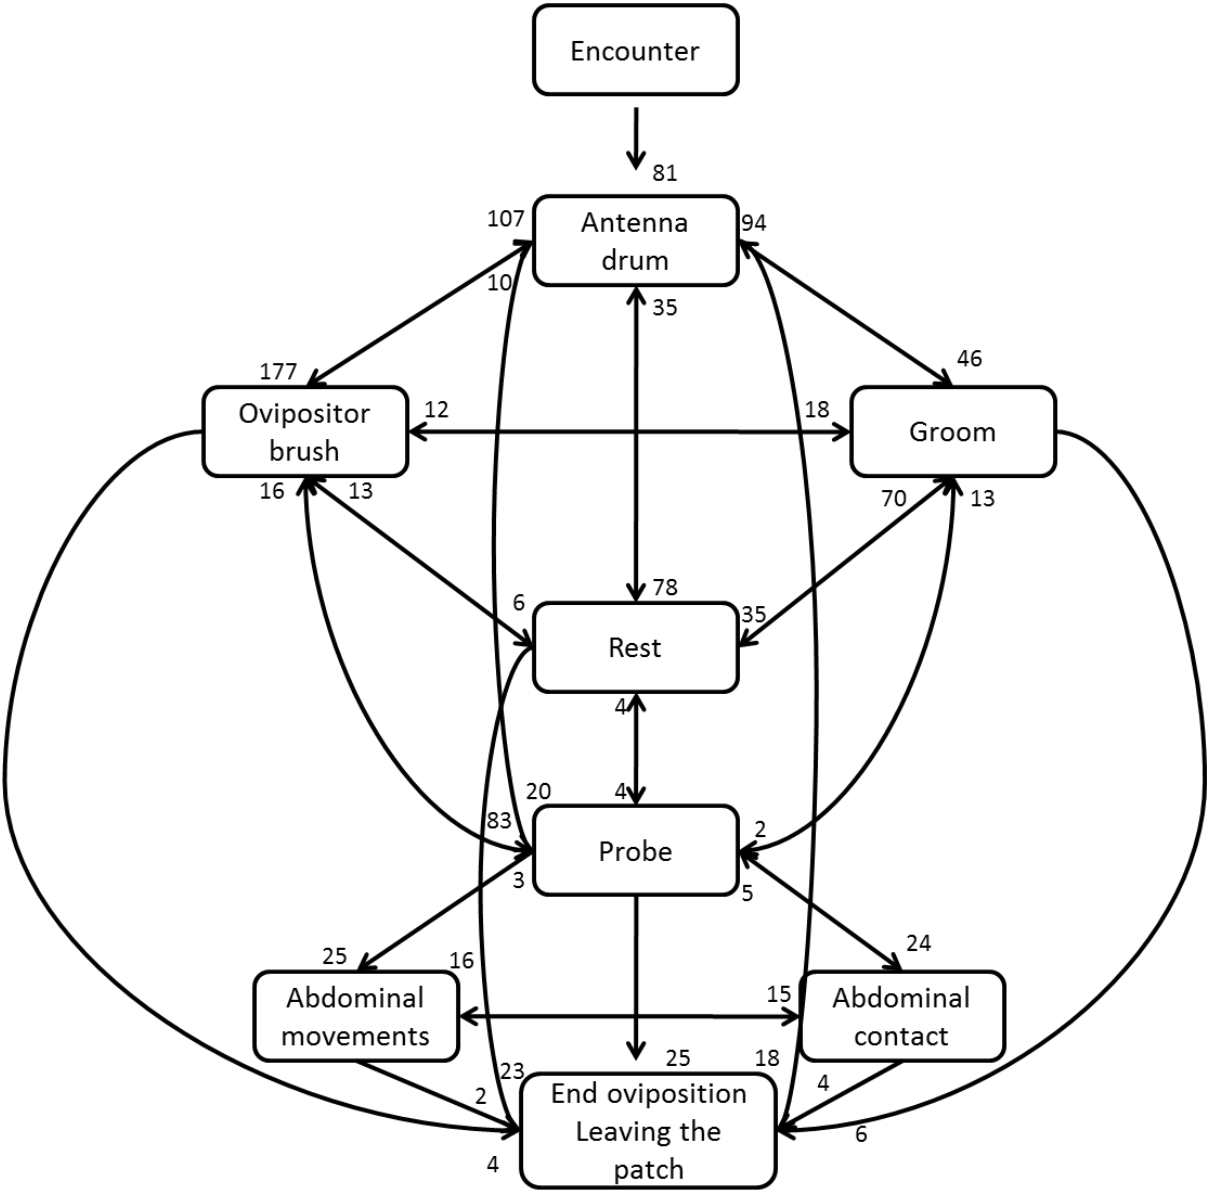 Encounter
81
107
Antenna
drum
94
10
35
177
46
Ovipositor
brush
12
18
Groom
16
13
70
13
6
78
35
Rest
4
20
4
83
2
Probe
3
5
25
16
24
Abdominal
movements
15
Abdominal
contact
23
25
18
2
4
End oviposition
Leaving the
patch
4
6